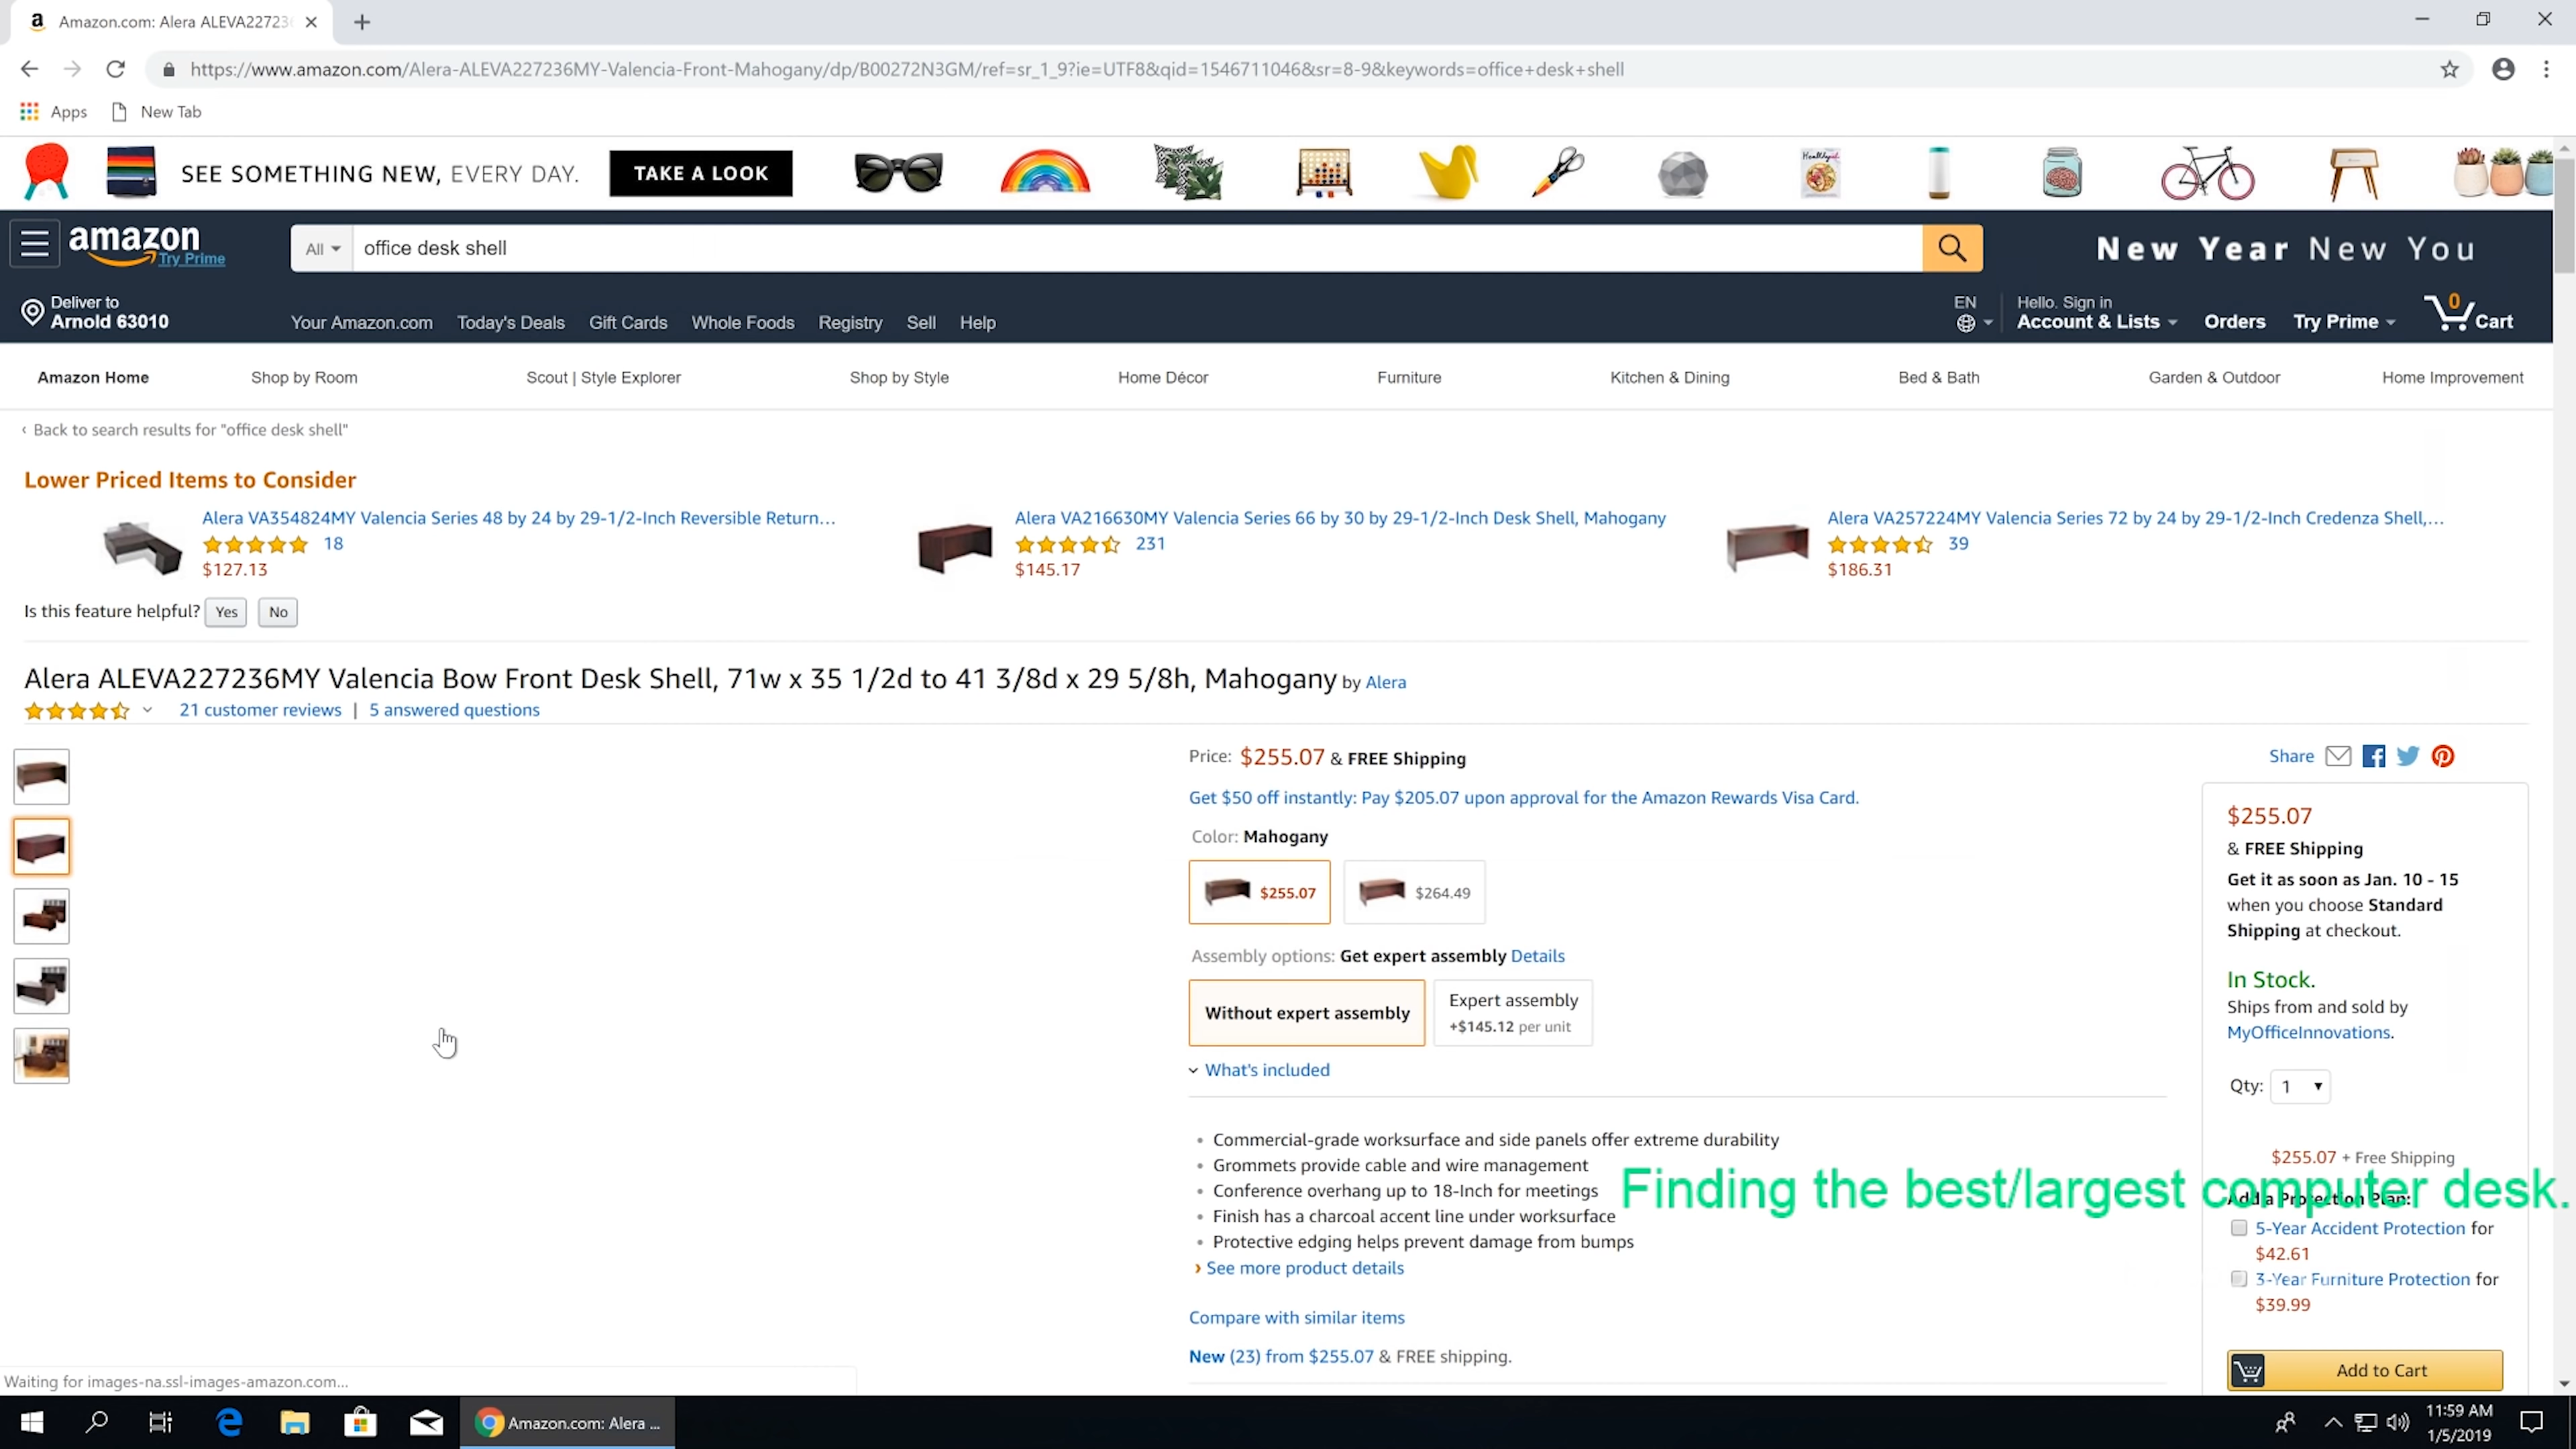 Amazon.com: Alera ALEVA22723
https://www.amazon.com/Alera-ALEVA227236MY-Valencia-Front-Mahogany/dp/B00272N3GM/ref=sr_1_9?ie=UTF8&qid=1546711046&sr=8-9&keywords=office+desk+shell
Apps New Tab
SEE SOMETHING NEW, EVERY DAY. TAKE A LOOK
amazon
Try Prime
All office desk shell
New Year New You
Deliver to
Arnold 63010
Your Amazon.com Today's Deals Gift Cards Whole Foods Registry Sell Help
EN
Hello. Sign in
Account & Lists Orders Try Prime 0 Cart
Amazon Home Shop by Room Scout | Style Explorer Shop by Style Home Décor Furniture Kitchen & Dining Bed & Bath Garden & Outdoor Home Improvement
‹ Back to search results for "office desk shell"
Lower Priced Items to Consider
Alera VA354824MY Valencia Series 48 by 24 by 29-1/2-Inch Reversible Return…
18
$127.13
Alera VA216630MY Valencia Series 66 by 30 by 29-1/2-Inch Desk Shell, Mahogany
231
$145.17
Alera VA257224MY Valencia Series 72 by 24 by 29-1/2-Inch Credenza Shell,…
39
$186.31
Is this feature helpful? Yes No
Alera ALEVA227236MY Valencia Bow Front Desk Shell, 71w x 35 1/2d to 41 3/8d x 29 5/8h, Mahogany by Alera
21 customer reviews | 5 answered questions
Price: $255.07 & FREE Shipping
Get $50 off instantly: Pay $205.07 upon approval for the Amazon Rewards Visa Card.
Color: Mahogany
$255.07 $264.49
Assembly options: Get expert assembly Details
Without expert assembly
Expert assembly
+$145.12 per unit
What's included
• Commercial-grade worksurface and side panels offer extreme durability
• Grommets provide cable and wire management
• Conference overhang up to 18-Inch for meetings
• Finish has a charcoal accent line under worksurface
• Protective edging helps prevent damage from bumps
› See more product details
Compare with similar items
New (23) from $255.07 & FREE shipping.
Share
$255.07
& FREE Shipping
Get it as soon as Jan. 10 - 15
when you choose Standard
Shipping at checkout.
In Stock.
Ships from and sold by
MyOfficeInnovations.
Qty: 1
$255.07 + Free Shipping
Finding the best/largest computer desk.
Add a Protection Plan:
5-Year Accident Protection for
$42.61
3-Year Furniture Protection for
$39.99
Add to Cart
Waiting for images-na.ssl-images-amazon.com...
Amazon.com: Alera ...
11:59 AM
1/5/2019